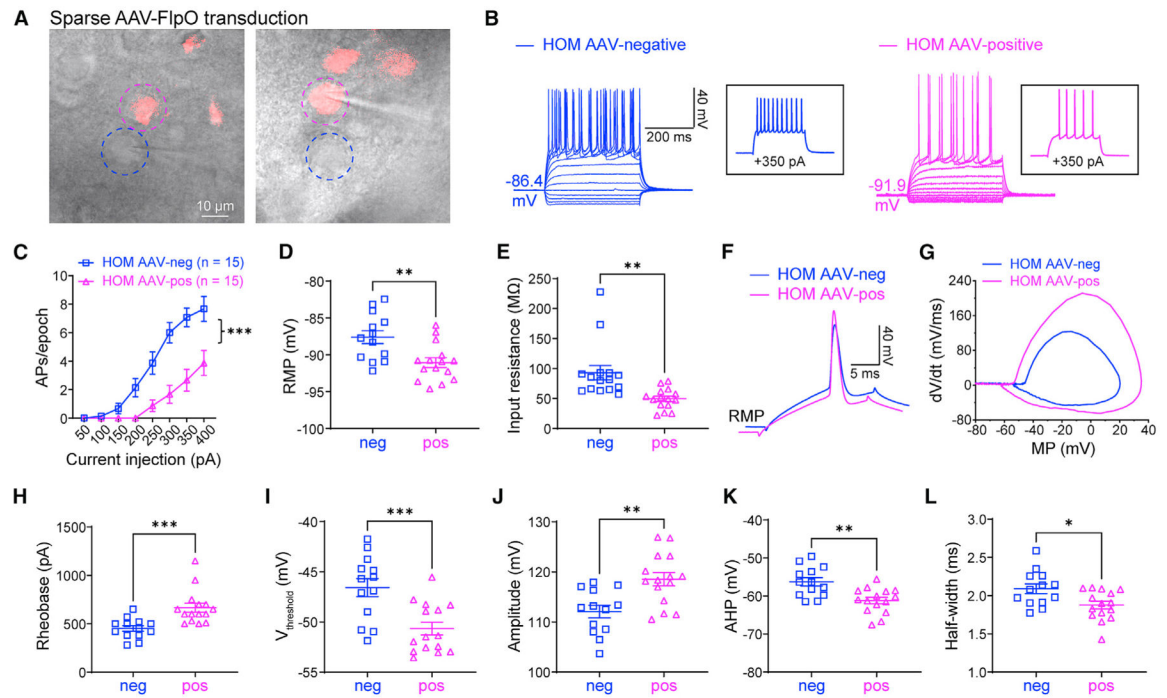 A Sparse AAV-FlpO transduction
10 μm
B
HOM AAV-negative
HOM AAV-positive
40 mV
200 ms
+350 pA
-86.4
mV
40 mV
+350 pA
-91.9
mV
C
HOM AAV-neg (n = 15)
HOM AAV-pos (n = 15)
10
8
6
4
2
0
APs/epoch
***
50 100 150 200 250 300 350 400
Current injection (pA)
D
-80
-85
-90
-95
-100
RMP (mV)
**
neg pos
E
250
200
150
100
50
0
Input resistance (MΩ)
**
neg pos
F
HOM AAV-neg
HOM AAV-pos
40 mV
5 ms
RMP
G
HOM AAV-neg
HOM AAV-pos
240
160
80
0
-80
dV/dt (mV/ms)
-80 -60 -40 -20 0 20 40
MP (mV)
H
1500
1000
500
0
Rheobase (pA)
***
neg pos
I
-40
-45
-50
-55
Vthreshold (mV)
***
neg pos
J
130
120
110
100
Amplitude (mV)
**
neg pos
K
-40
-50
-60
-70
-80
AHP (mV)
**
neg pos
L
3.0
2.5
2.0
1.5
1.0
Half-width (ms)
*
neg pos